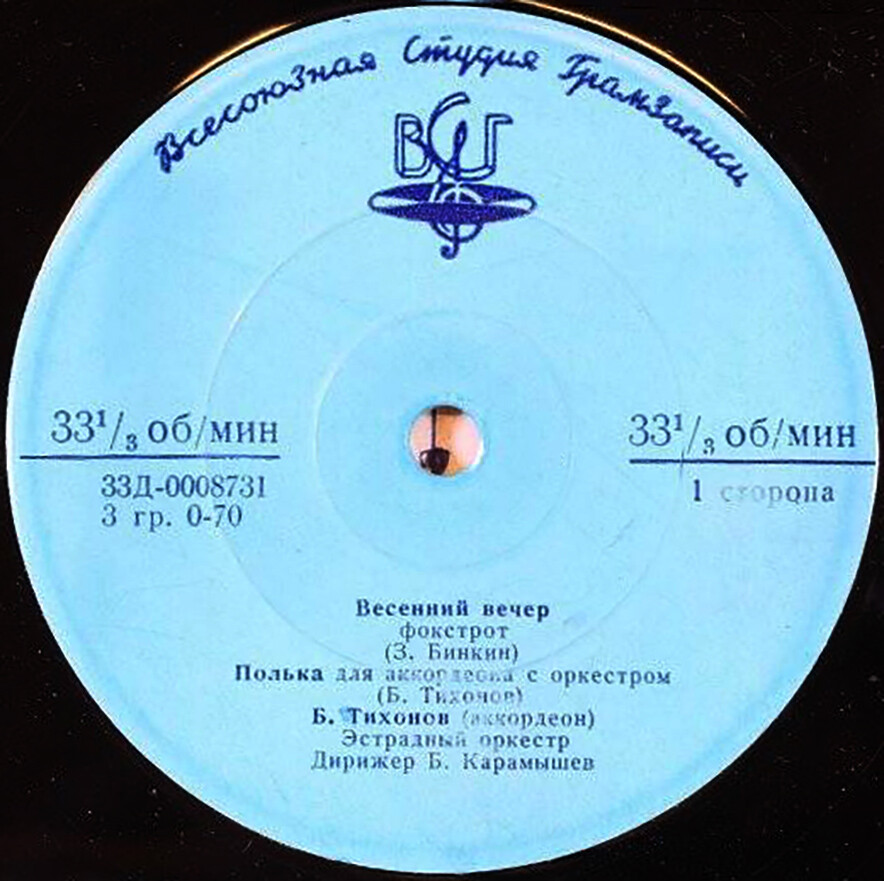 Всесоюзная Студия Грамзаписи
ВСГ
33¹/₃ об/мин
33Д-0008731
3 гр. 0-70
33¹/₃ об/мин
1 сторона
Весенний вечер
фокстрот
(З. Бинкин)
Полька для аккордеона с оркестром
(Б. Тихонов)
Б. Тихонов (аккордеон)
Эстрадный оркестр
Дирижер Б. Карамышев